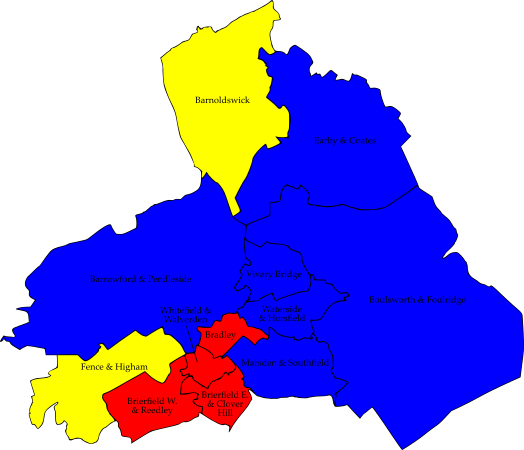 Barnoldswick
Earby & Coates
Barrowford & Pendleside
Vivary Bridge
Boulsworth & Foulridge
Whitefield &
Walverden
Waterside
& Horsfield
Bradley
Marsden & Southfield
Fence & Higham
Brierfield W.
& Reedley
Brierfield E.
& Clover
Hill